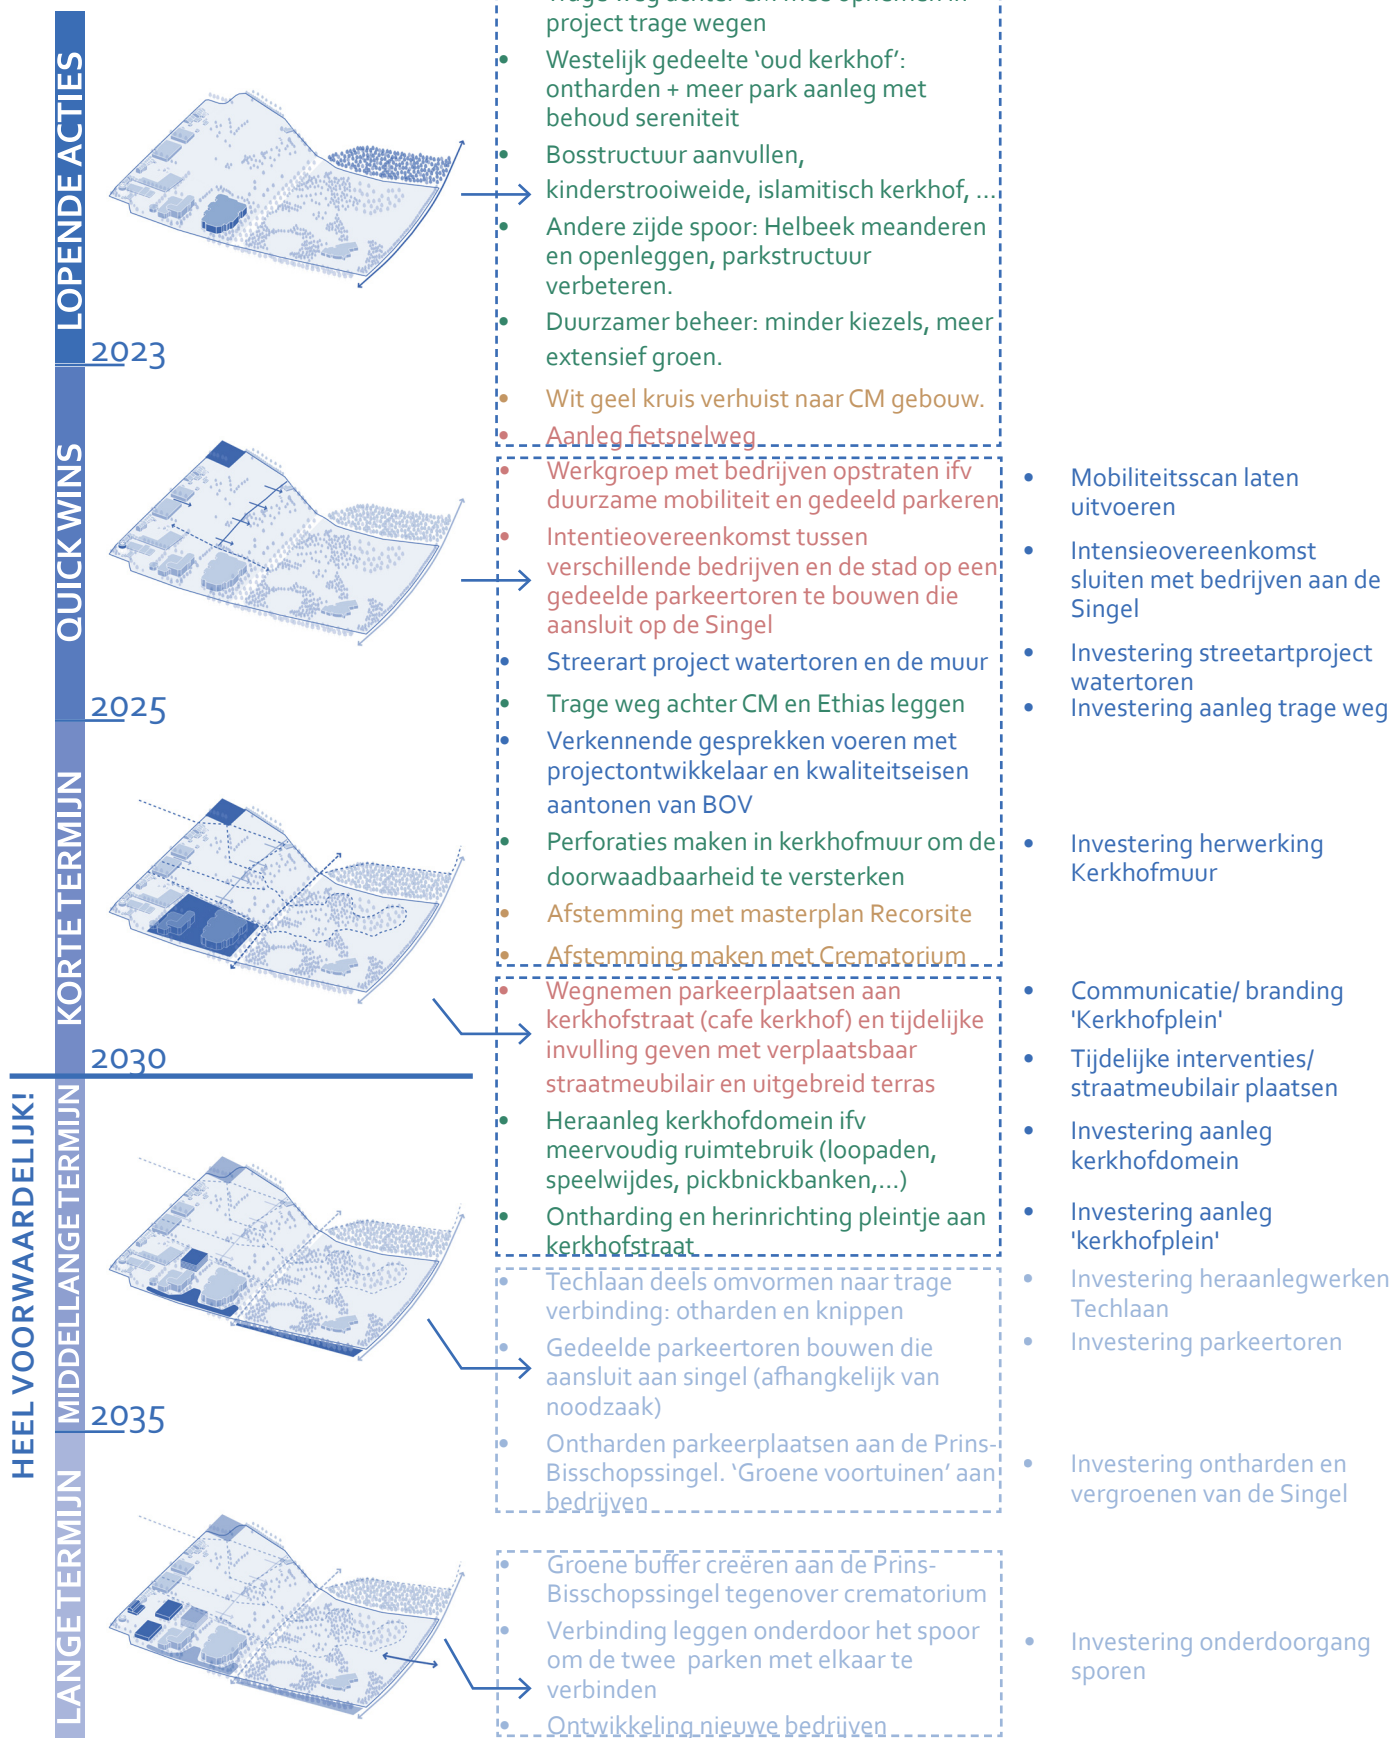 project trage wegen
Westelijk gedeelte ‘oud kerkhof’:
ontharden + meer park aanleg met
behoud sereniteit
Bosstructuur aanvullen,
kinderstrooiweide, islamitisch kerkhof, ...
Andere zijde spoor: Helbeek meanderen
en openleggen, parkstructuur
verbeteren.
Duurzamer beheer: minder kiezels, meer
extensief groen.
Wit geel kruis verhuist naar CM gebouw.
Aanleg fietsnelweg
LOPENDE ACTIES
2023
Werkgroep met bedrijven opstraten ifv
duurzame mobiliteit en gedeeld parkeren
Intentieovereenkomst tussen
verschillende bedrijven en de stad op een
gedeelde parkeertoren te bouwen die
aansluit op de Singel
Streerart project watertoren en de muur
Trage weg achter CM en Ethias leggen
Verkennende gesprekken voeren met
projectontwikkelaar en kwaliteitseisen
aantonen van BOV
Perforaties maken in kerkhofmuur om de
doorwaadbaarheid te versterken
Afstemming met masterplan Recorsite
Afstemming maken met Crematorium
Mobiliteitsscan laten
uitvoeren
Intensieovereenkomst
sluiten met bedrijven aan de
Singel
Investering streetartproject
watertoren
Investering aanleg trage weg
Investering herwerking
Kerkhofmuur
QUICK WINS
2025
Wegnemen parkeerplaatsen aan
kerkhofstraat (cafe kerkhof) en tijdelijke
invulling geven met verplaatsbaar
straatmeubilair en uitgebreid terras
Heraanleg kerkhofdomein ifv
meervoudig ruimtebruik (loopaden,
speelwijdes, pickbnickbanken,...)
Ontharding en herinrichting pleintje aan
kerkhofstraat
Communicatie/ branding
'Kerkhofplein'
Tijdelijke interventies/
straatmeubilair plaatsen
Investering aanleg
kerkhofdomein
Investering aanleg
'kerkhofplein'
KORTE TERMIJN
2030
HEEL VOORWAARDELIJK!
Techlaan deels omvormen naar trage
verbinding: otharden en knippen
Gedeelde parkeertoren bouwen die
aansluit aan singel (afhangkelijk van
noodzaak)
Ontharden parkeerplaatsen aan de Prins-
Bisschopssingel. ‘Groene voortuinen’ aan
bedrijven
Investering heraanlegwerken
Techlaan
Investering parkeertoren
Investering ontharden en
vergroenen van de Singel
MIDDELLANGE TERMIJN
2035
Groene buffer creëren aan de Prins-
Bisschopssingel tegenover crematorium
Verbinding leggen onderdoor het spoor
om de twee parken met elkaar te
verbinden
Ontwikkeling nieuwe bedrijven
Investering onderdoorgang
sporen
LANGE TERMIJN